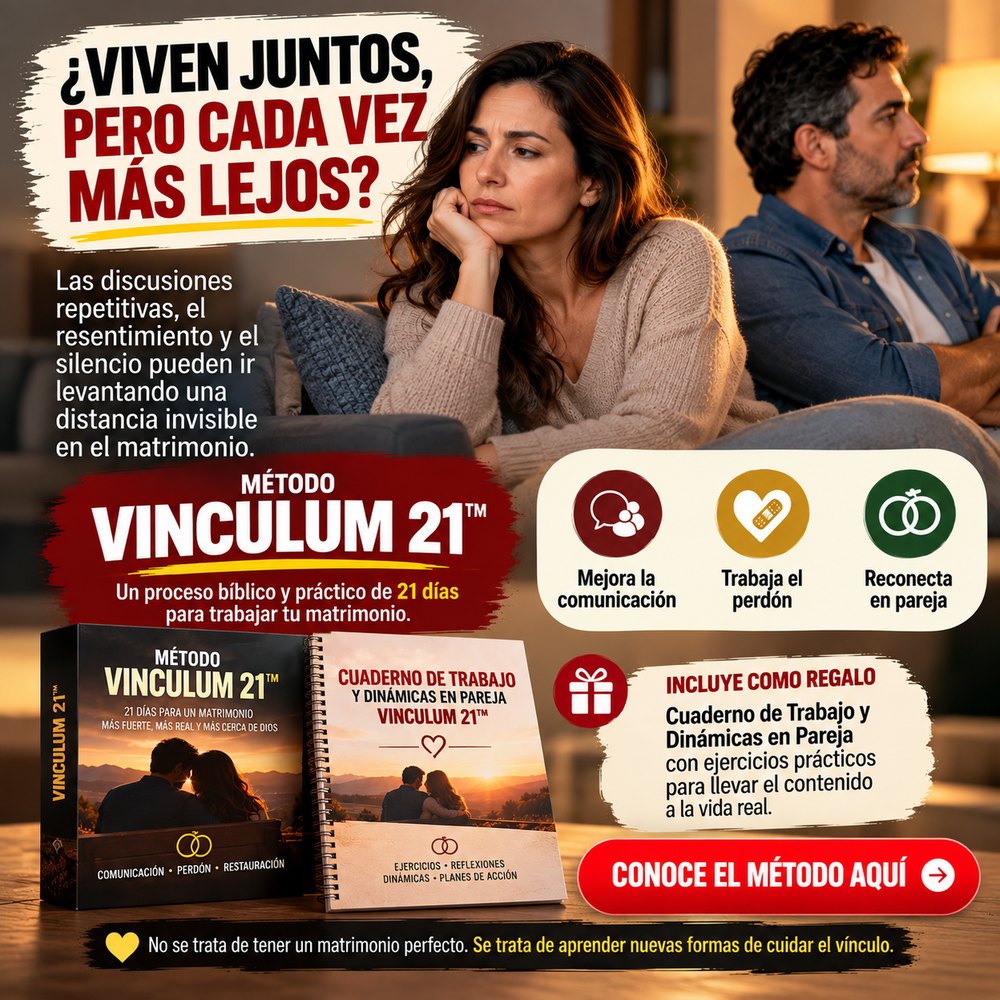 ¿VIVEN JUNTOS,
PERO CADA VEZ
MÁS LEJOS?
Las discusiones
repetitivas, el
resentimiento y el
silencio pueden ir
levantando una
distancia invisible
en el matrimonio.
MÉTODO
VINCULUM 21™
Un proceso bíblico y práctico de 21 días
para trabajar tu matrimonio.
Mejora la
comunicación
Trabaja el
perdón
Reconecta
en pareja
VINCULUM 21™
MÉTODO
VINCULUM 21™
21 DÍAS PARA UN MATRIMONIO
MÁS FUERTE, MÁS REAL Y MÁS CERCA DE DIOS
COMUNICACIÓN • PERDÓN • RESTAURACIÓN
CUADERNO DE TRABAJO
Y DINÁMICAS EN PAREJA
VINCULUM 21™
EJERCICIOS • REFLEXIONES
DINÁMICAS • PLANES DE ACCIÓN
INCLUYE COMO REGALO
Cuaderno de Trabajo y
Dinámicas en Pareja
con ejercicios prácticos
para llevar el contenido
a la vida real.
CONOCE EL MÉTODO AQUÍ
No se trata de tener un matrimonio perfecto. Se trata de aprender nuevas formas de cuidar el vínculo.